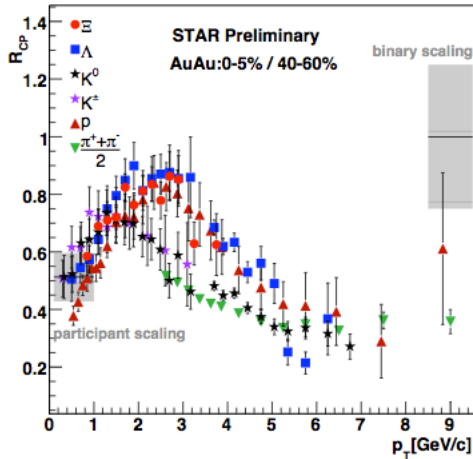 R_CP
1.4
1.2
1
0.8
0.6
0.4
0.2
Ξ
Λ
K⁰
K^±
p
π⁺+π⁻
2
STAR Preliminary
AuAu:0-5% / 40-60%
binary scaling
participant scaling
0 1 2 3 4 5 6 7 8 9
p_T[GeV/c]